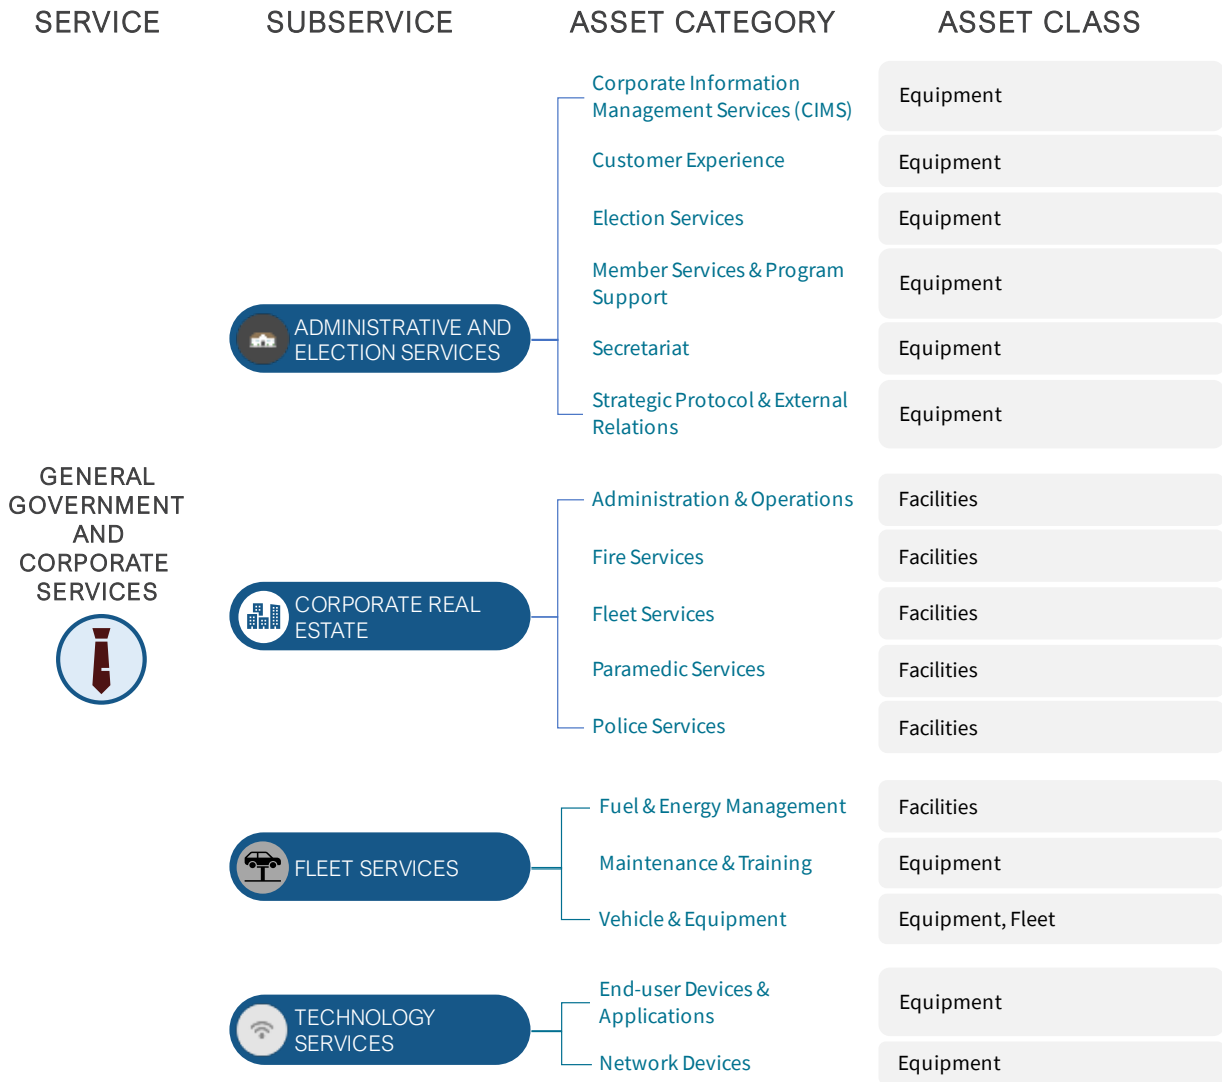 SERVICE
SUBSERVICE
ASSET CATEGORY
ASSET CLASS
GENERAL
GOVERNMENT
AND
CORPORATE
SERVICES
ADMINISTRATIVE AND
ELECTION SERVICES
Corporate Information
Management Services (CIMS)
Equipment
Customer Experience
Equipment
Election Services
Equipment
Member Services & Program
Support
Equipment
Secretariat
Equipment
Strategic Protocol & External
Relations
Equipment
CORPORATE REAL
ESTATE
Administration & Operations
Facilities
Fire Services
Facilities
Fleet Services
Facilities
Paramedic Services
Facilities
Police Services
Facilities
FLEET SERVICES
Fuel & Energy Management
Facilities
Maintenance & Training
Equipment
Vehicle & Equipment
Equipment, Fleet
TECHNOLOGY
SERVICES
End-user Devices &
Applications
Equipment
Network Devices
Equipment